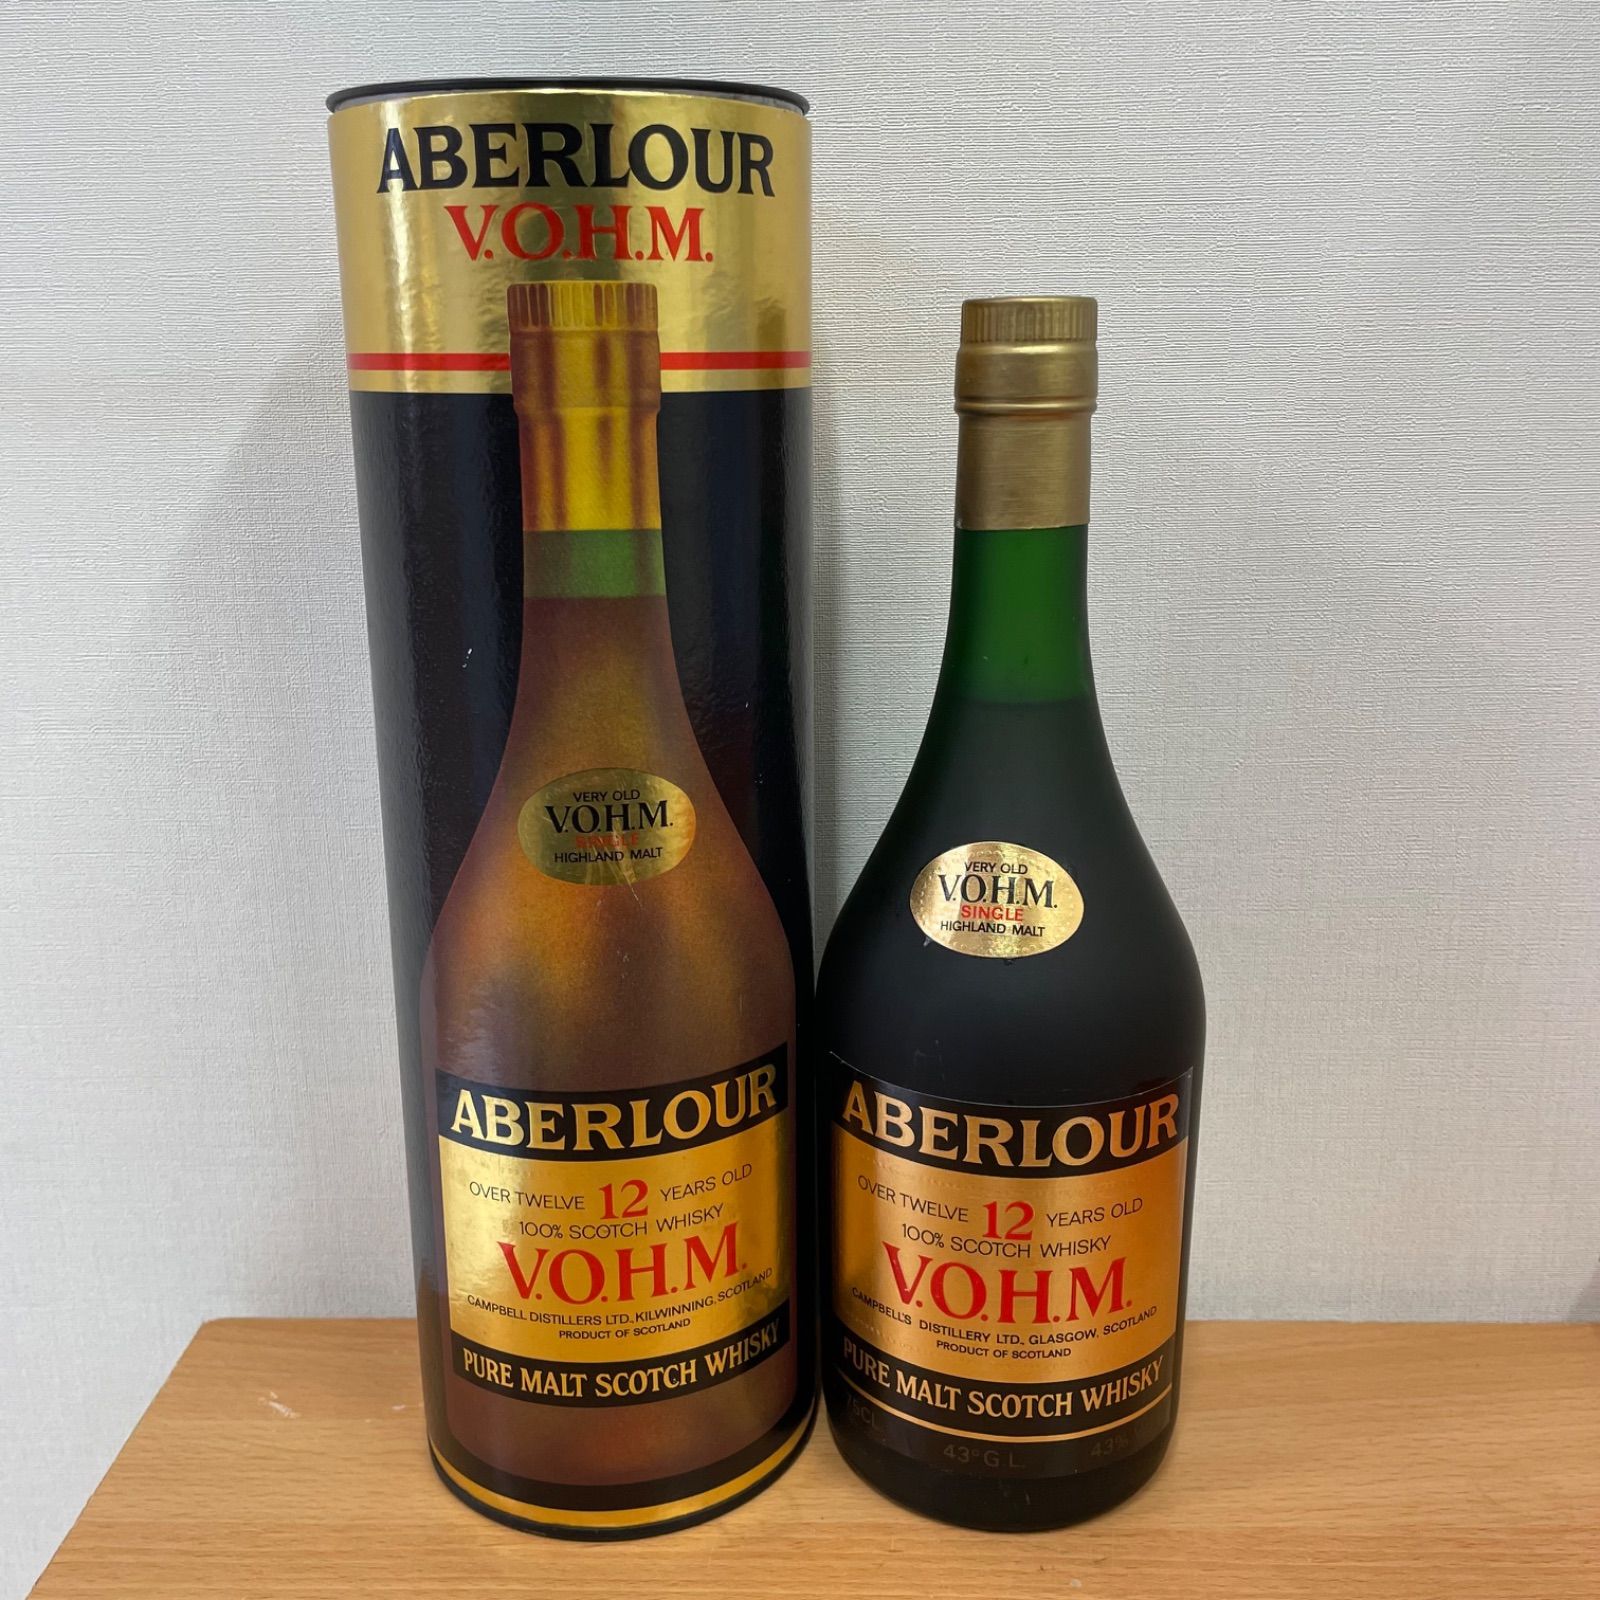 ABERLOUR
V.O.H.M.
VERY OLD
V.O.H.M.
SINGLE
HIGHLAND MALT
ABERLOUR
OVER TWELVE 12 YEARS OLD
100% SCOTCH WHISKY
V.O.H.M.
CAMPBELL DISTILLERS LTD., KILWINNING, SCOTLAND
PRODUCT OF SCOTLAND
PURE MALT SCOTCH WHISKY
VERY OLD
V.O.H.M.
SINGLE
HIGHLAND MALT
ABERLOUR
OVER TWELVE 12 YEARS OLD
100% SCOTCH WHISKY
V.O.H.M.
CAMPBELL'S DISTILLERY LTD, GLASGOW, SCOTLAND
PRODUCT OF SCOTLAND
PURE MALT SCOTCH WHISKY
75CL. 43° G.L. 43%